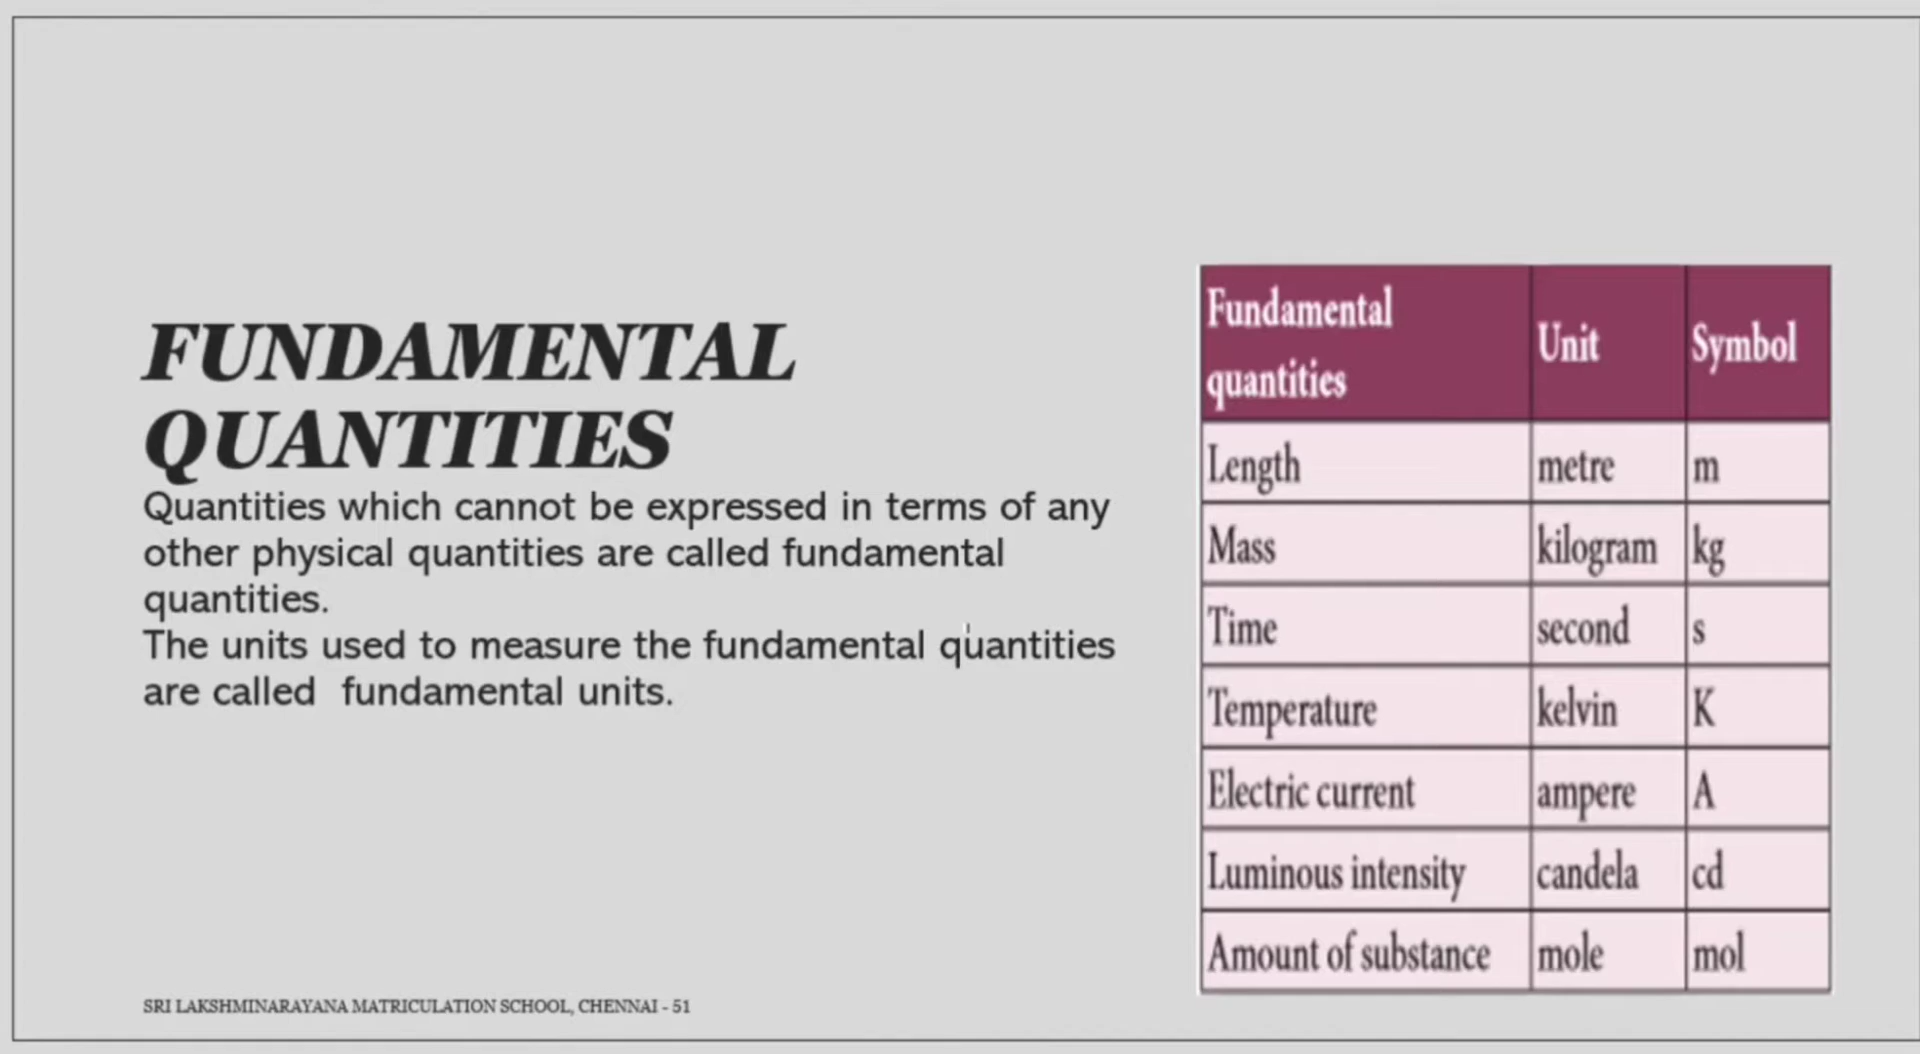 FUNDAMENTAL
QUANTITIES
Quantities which cannot be expressed in terms of any
other physical quantities are called fundamental
quantities.
The units used to measure the fundamental quantities
are called  fundamental units.
Fundamental quantities Unit Symbol
Length metre m
Mass kilogram kg
Time second s
Temperature kelvin K
Electric current ampere A
Luminous intensity candela cd
Amount of substance mole mol
SRI LAKSHMINARAYANA MATRICULATION SCHOOL, CHENNAI - 51